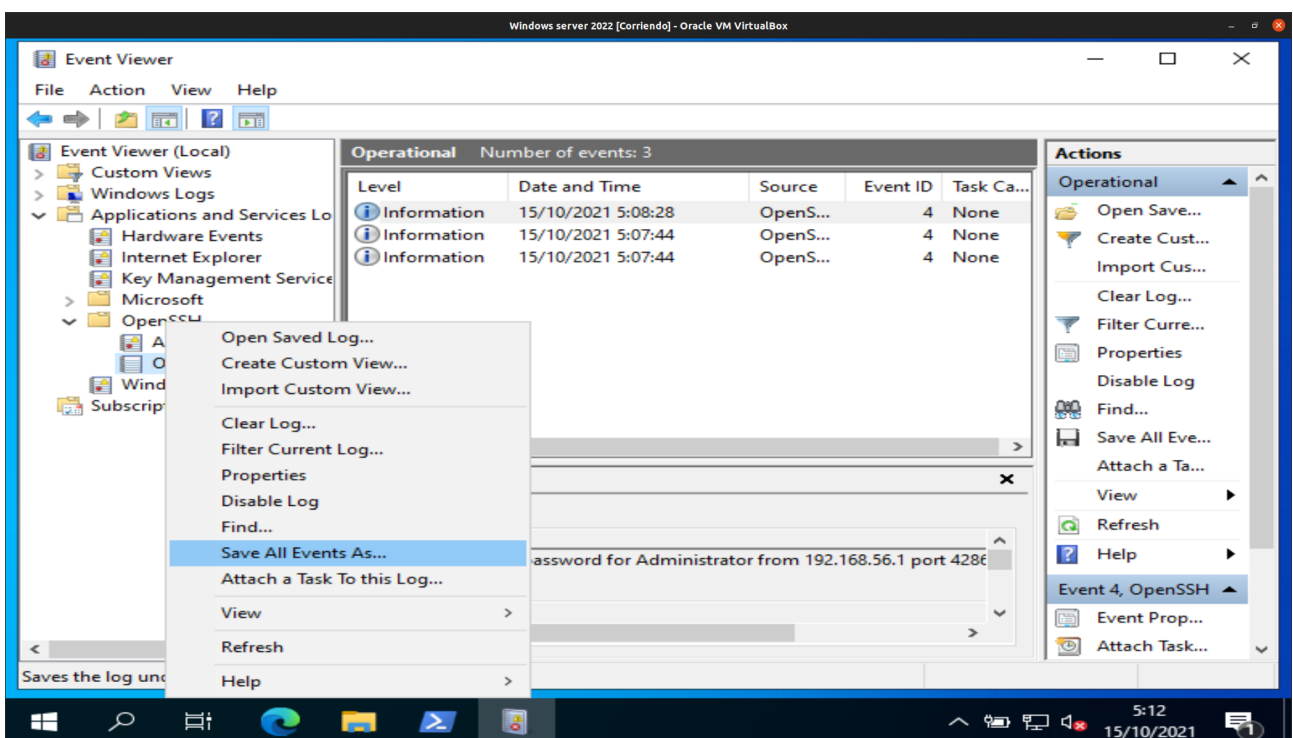 Windows server 2022 [Corriendo] - Oracle VM VirtualBox
Event Viewer
File Action View Help
Event Viewer (Local)
Custom Views
Windows Logs
Applications and Services Lo
Hardware Events
Internet Explorer
Key Management Service
Microsoft
OpenSSH
A
O
Wind
Subscrip
Operational Number of events: 3
Level Date and Time Source Event ID Task Ca...
Information 15/10/2021 5:08:28 OpenS... 4 None
Information 15/10/2021 5:07:44 OpenS... 4 None
Information 15/10/2021 5:07:44 OpenS... 4 None
Open Saved Log...
Create Custom View...
Import Custom View...
Clear Log...
Filter Current Log...
Properties
Disable Log
Find...
Save All Events As...
Attach a Task To this Log...
View
Refresh
Help
assword for Administrator from 192.168.56.1 port 4286
Actions
Operational
Open Save...
Create Cust...
Import Cus...
Clear Log...
Filter Curre...
Properties
Disable Log
Find...
Save All Eve...
Attach a Ta...
View
Refresh
Help
Event 4, OpenSSH
Event Prop...
Attach Task...
Saves the log und
5:12
15/10/2021
1